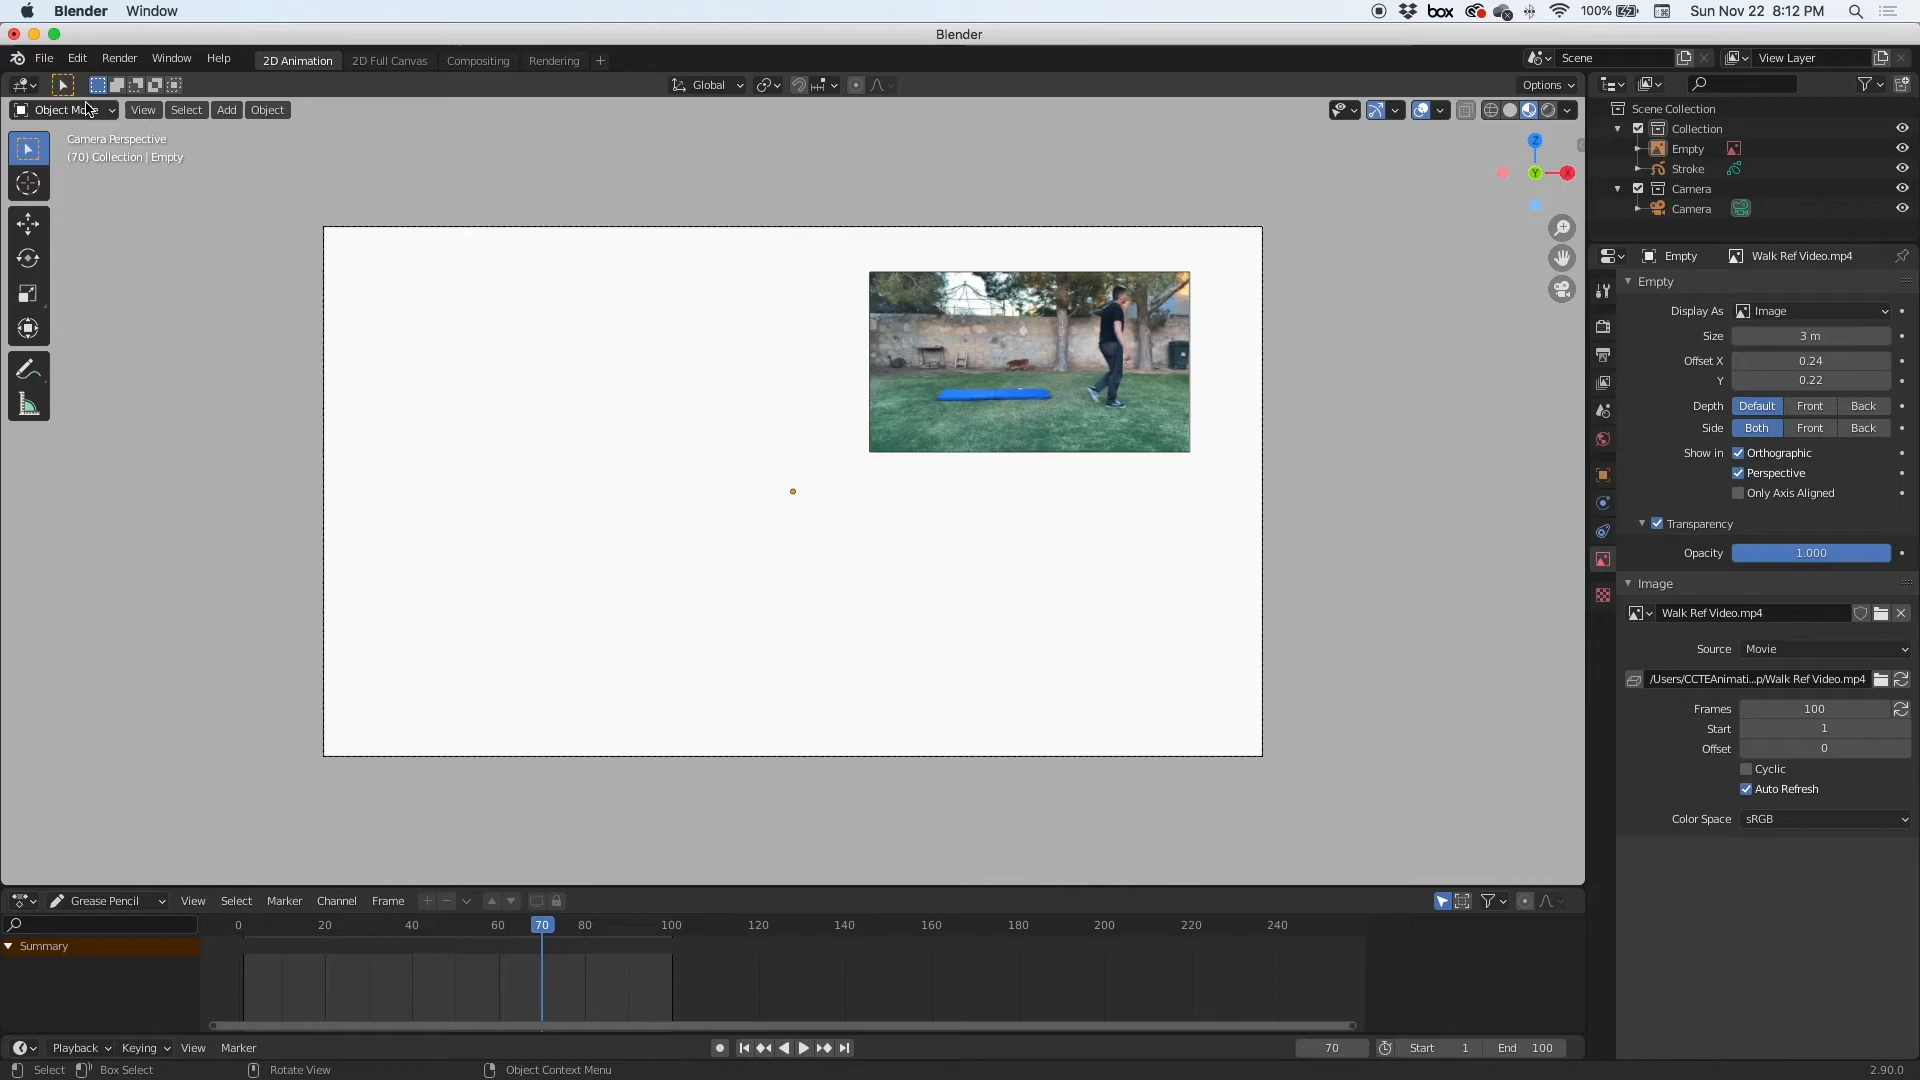 Blender Window
box
100%
Sun Nov 22 8:12 PM
Blender
File Edit Render Window Help
2D Animation 2D Full Canvas Compositing Rendering +
Scene
View Layer
Global
Options
View Select Add Object
Camera Perspective
(70) Collection | Empty
Z
Y
X
Scene Collection
Collection
Empty
Stroke
Camera
Camera
Empty Walk Ref Video.mp4
Empty
Display As Image
Size 3 m
Offset X 0.24
Y 0.22
Depth Default Front Back
Side Both Front Back
Show in Orthographic
Perspective
Only Axis Aligned
Transparency
Opacity 1.000
Image
Walk Ref Video.mp4
Source Movie
/Users/CCTEAnimati...p/Walk Ref Video.mp4
Frames 100
Start 1
Offset 0
Cyclic
Auto Refresh
Color Space sRGB
Grease Pencil View Select Marker Channel Frame
0 20 40 60 70 80 100 120 140 160 180 200 220 240
Summary
Playback Keying View Marker
70 Start 1 End 100
Select Box Select Rotate View Object Context Menu 2.90.0